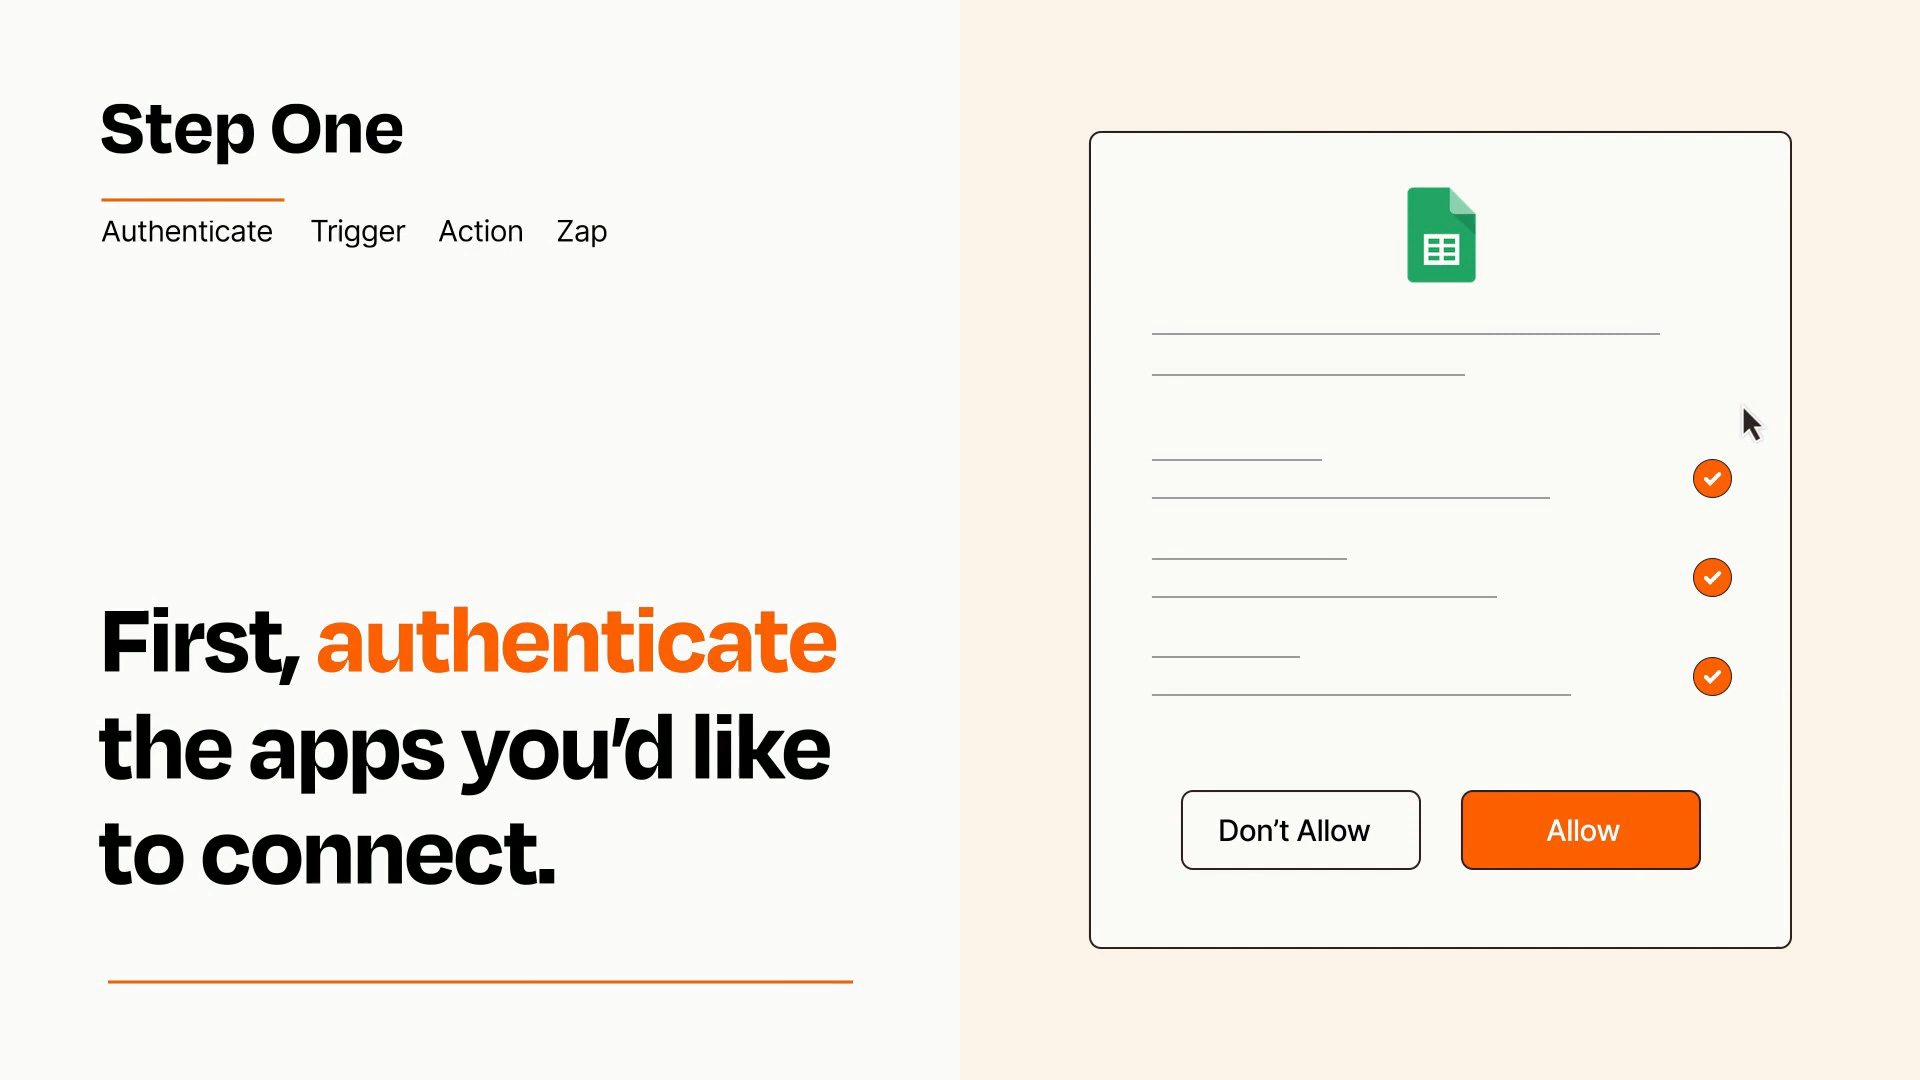 Step One
Authenticate Trigger Action Zap
First, authenticate
the apps you’d like
to connect.
Don’t Allow Allow